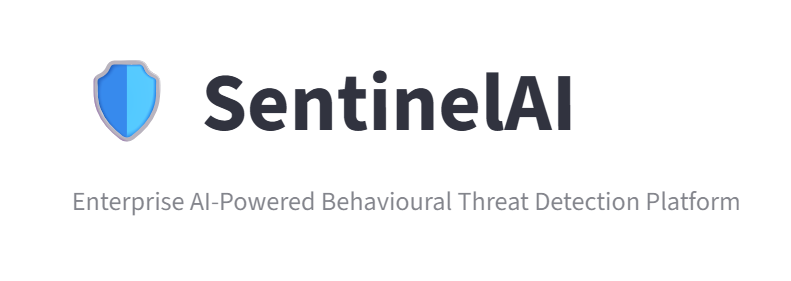 SentinelAI
Enterprise AI-Powered Behavioural Threat Detection Platform